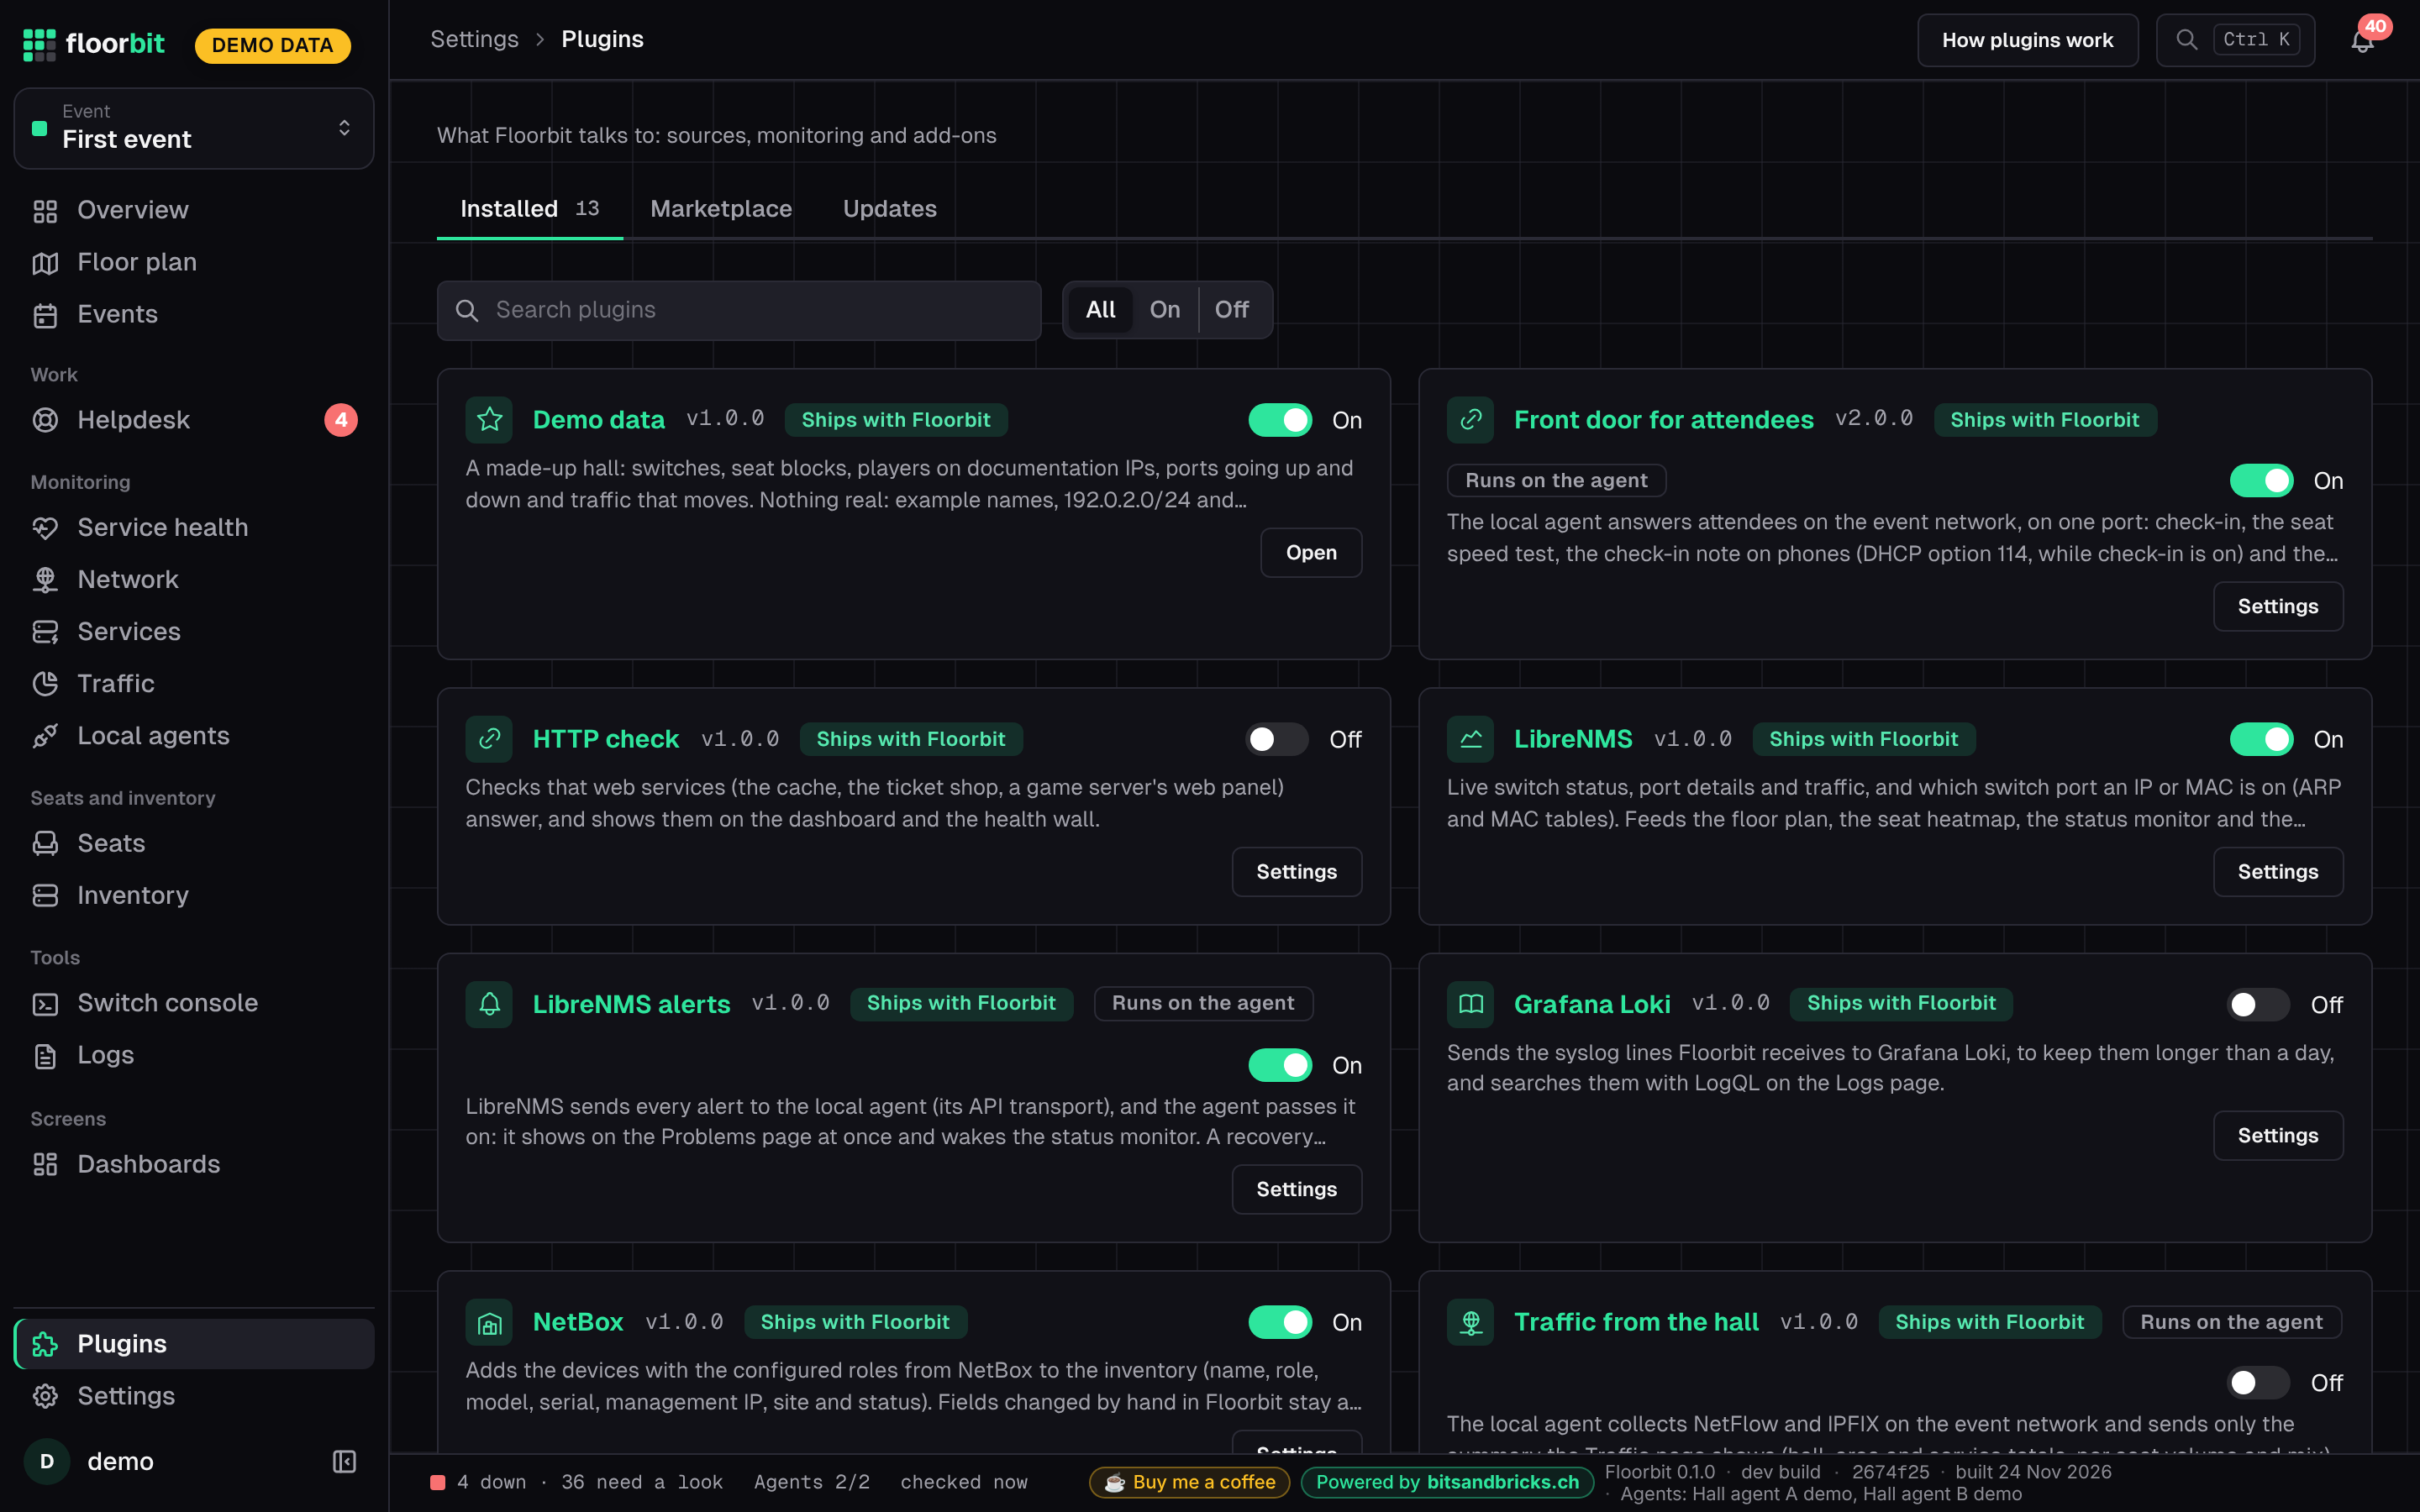 floorbit
DEMO DATA
Event
First event
Overview
Floor plan
Events
Work
Helpdesk
4
Monitoring
Service health
Network
Services
Traffic
Local agents
Seats and inventory
Seats
Inventory
Tools
Switch console
Logs
Screens
Dashboards
Plugins
Settings
D
demo
Settings > Plugins
How plugins work
Ctrl K
40
What Floorbit talks to: sources, monitoring and add-ons
Installed 13
Marketplace
Updates
Search plugins
All
On
Off
Demo data v1.0.0 Ships with Floorbit
On
A made-up hall: switches, seat blocks, players on documentation IPs, ports going up and
down and traffic that moves. Nothing real: example names, 192.0.2.0/24 and…
Open
Front door for attendees v2.0.0 Ships with Floorbit
Runs on the agent
On
The local agent answers attendees on the event network, on one port: check-in, the seat
speed test, the check-in note on phones (DHCP option 114, while check-in is on) and the…
Settings
HTTP check v1.0.0 Ships with Floorbit
Off
Checks that web services (the cache, the ticket shop, a game server's web panel)
answer, and shows them on the dashboard and the health wall.
Settings
LibreNMS v1.0.0 Ships with Floorbit
On
Live switch status, port details and traffic, and which switch port an IP or MAC is on (ARP
and MAC tables). Feeds the floor plan, the seat heatmap, the status monitor and the…
Settings
LibreNMS alerts v1.0.0 Ships with Floorbit Runs on the agent
On
LibreNMS sends every alert to the local agent (its API transport), and the agent passes it
on: it shows on the Problems page at once and wakes the status monitor. A recovery…
Settings
Grafana Loki v1.0.0 Ships with Floorbit
Off
Sends the syslog lines Floorbit receives to Grafana Loki, to keep them longer than a day,
and searches them with LogQL on the Logs page.
Settings
NetBox v1.0.0 Ships with Floorbit
On
Adds the devices with the configured roles from NetBox to the inventory (name, role,
model, serial, management IP, site and status). Fields changed by hand in Floorbit stay a…
Settings
Traffic from the hall v1.0.0 Ships with Floorbit Runs on the agent
Off
The local agent collects NetFlow and IPFIX on the event network and sends only the
summary the Traffic page shows (hall, area and service totals, per seat volume and mix)
4 down · 36 need a look
Agents 2/2
checked now
☕ Buy me a coffee
Powered by bitsandbricks.ch
Floorbit 0.1.0 · dev build · 2674f25 · built 24 Nov 2026
· Agents: Hall agent A demo, Hall agent B demo